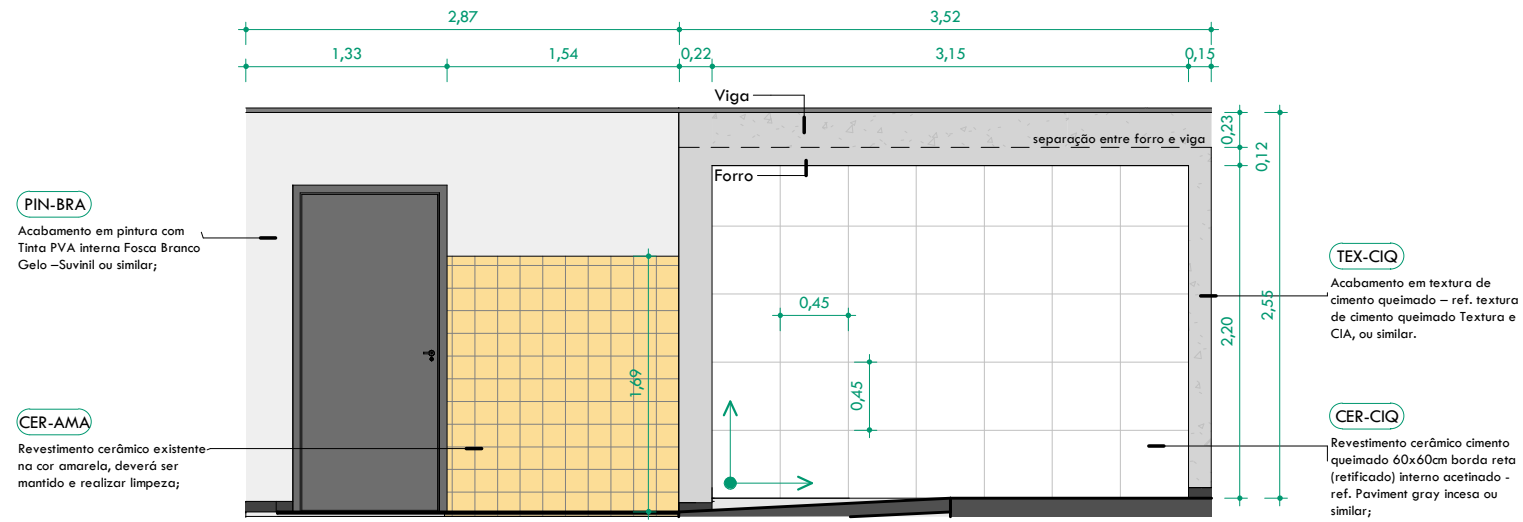 2,87
3,52
1,33
1,54
0,22
3,15
0,15
Viga
separação entre forro e viga
0,23
0,12
Forro
PIN-BRA
Acabamento em pintura com
Tinta PVA interna Fosca Branco
Gelo –Suvinil ou similar;
TEX-CIQ
Acabamento em textura de
cimento queimado – ref. textura
de cimento queimado Textura e
CIA, ou similar.
0,45
2,20
2,55
1,69
0,45
CER-AMA
Revestimento cerâmico existente
na cor amarela, deverá ser
mantido e realizar limpeza;
CER-CIQ
Revestimento cerâmico cimento
queimado 60x60cm borda reta
(retificado) interno acetinado -
ref. Paviment gray incesa ou
similar;